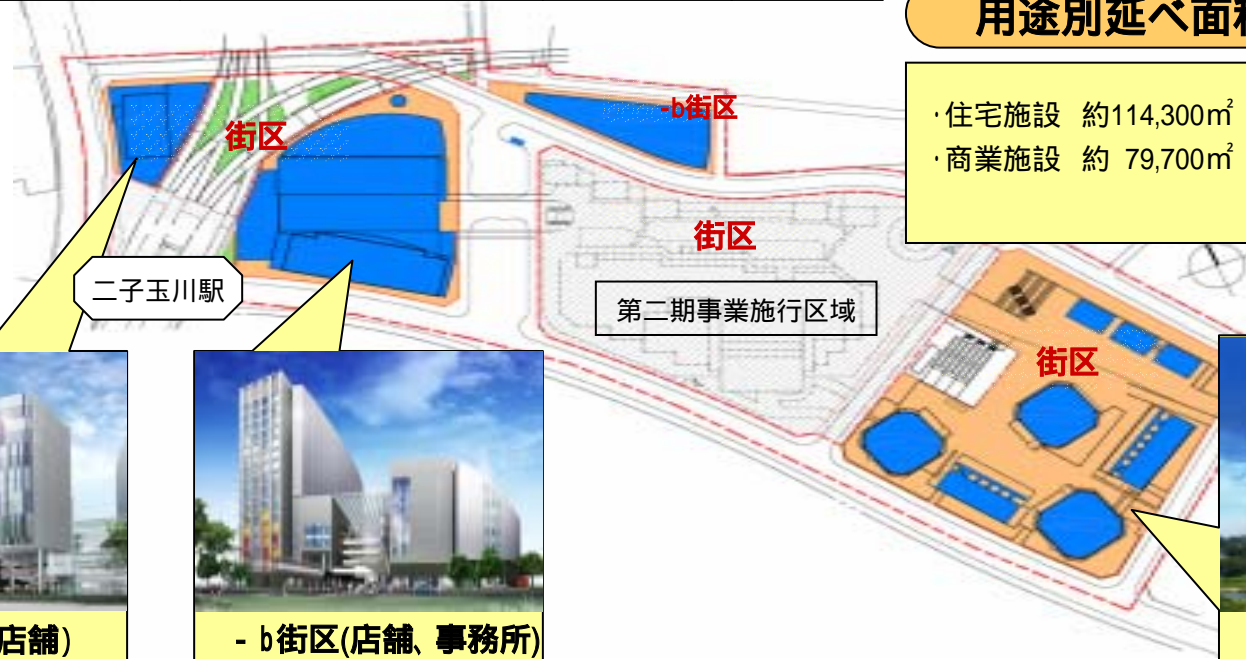 用途別延べ面積
·住宅施設 約114,300㎡
·商業施設 約 79,700㎡
-b街区
街区
街区
二子玉川駅
第二期事業施行区域
街区
店舗)
- b街区(店舗、事務所)